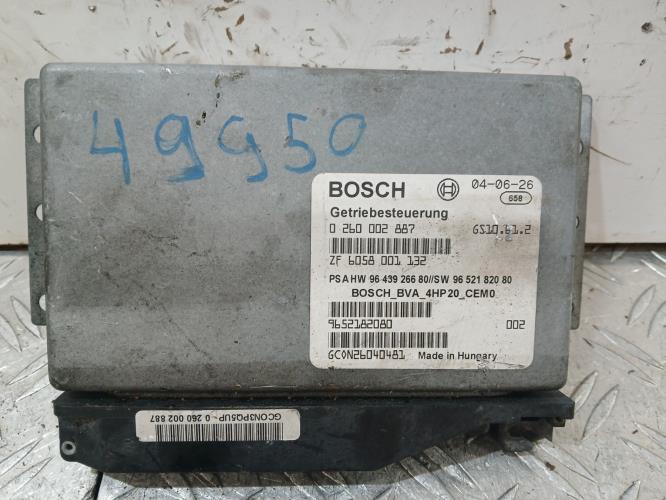 49950
BOSCH 04-06-26
658
Getriebesteuerung
0 260 002 887 GS10.61.2
ZF 6058 001 132
PSA HW 96 439 266 80//SW 96 521 820 80
BOSCH_BVA_4HP20_CEM0
9652182080 002
GC0N26040481 Made in Hungary
GCON3PQ5UP - 0 260 002 887